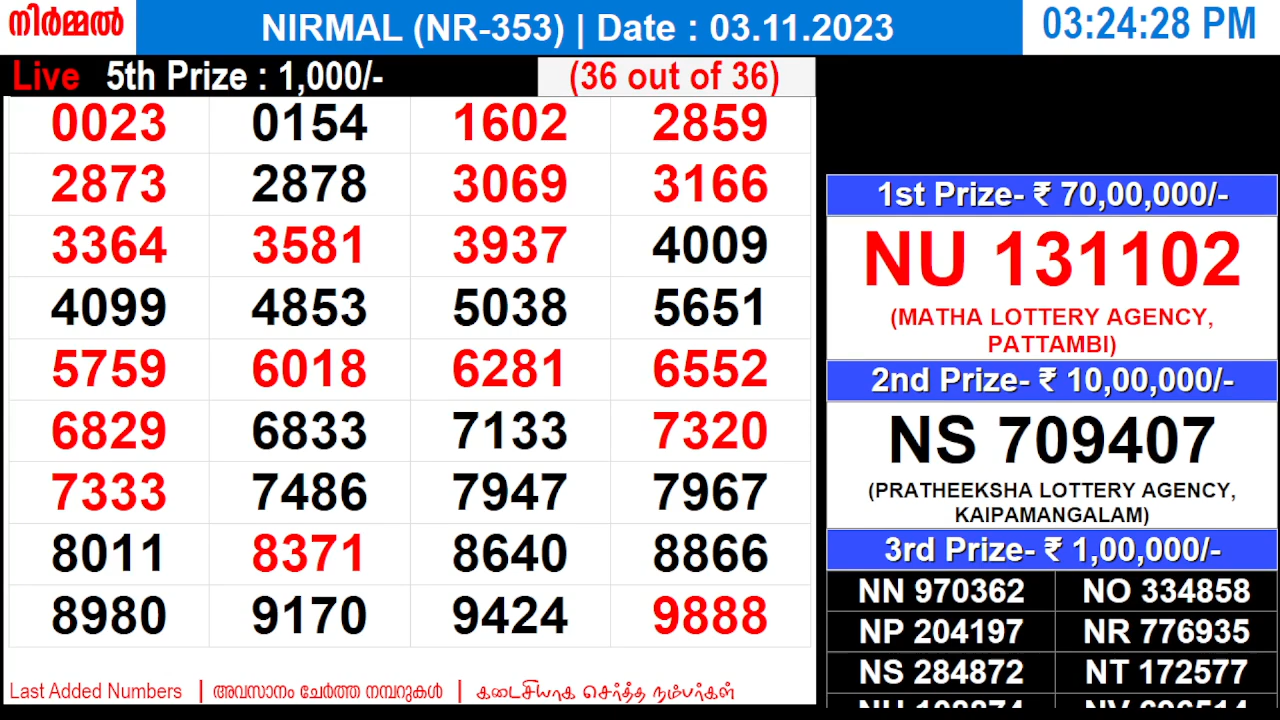 നിർമ്മൽ
NIRMAL (NR-353) | Date : 03.11.2023
03:24:28 PM
Live 5th Prize : 1,000/-
(36 out of 36)
0023 0154 1602 2859
2873 2878 3069 3166
3364 3581 3937 4009
4099 4853 5038 5651
5759 6018 6281 6552
6829 6833 7133 7320
7333 7486 7947 7967
8011 8371 8640 8866
8980 9170 9424 9888
Last Added Numbers | അവസാനം ചേർത്ത നമ്പറുകൾ | கடைசியாக சேர்த்த நம்பர்கள்
1st Prize- ₹ 70,00,000/-
NU 131102
(MATHA LOTTERY AGENCY,
PATTAMBI)
2nd Prize- ₹ 10,00,000/-
NS 709407
(PRATHEEKSHA LOTTERY AGENCY,
KAIPAMANGALAM)
3rd Prize- ₹ 1,00,000/-
NN 970362 NO 334858
NP 204197 NR 776935
NS 284872 NT 172577